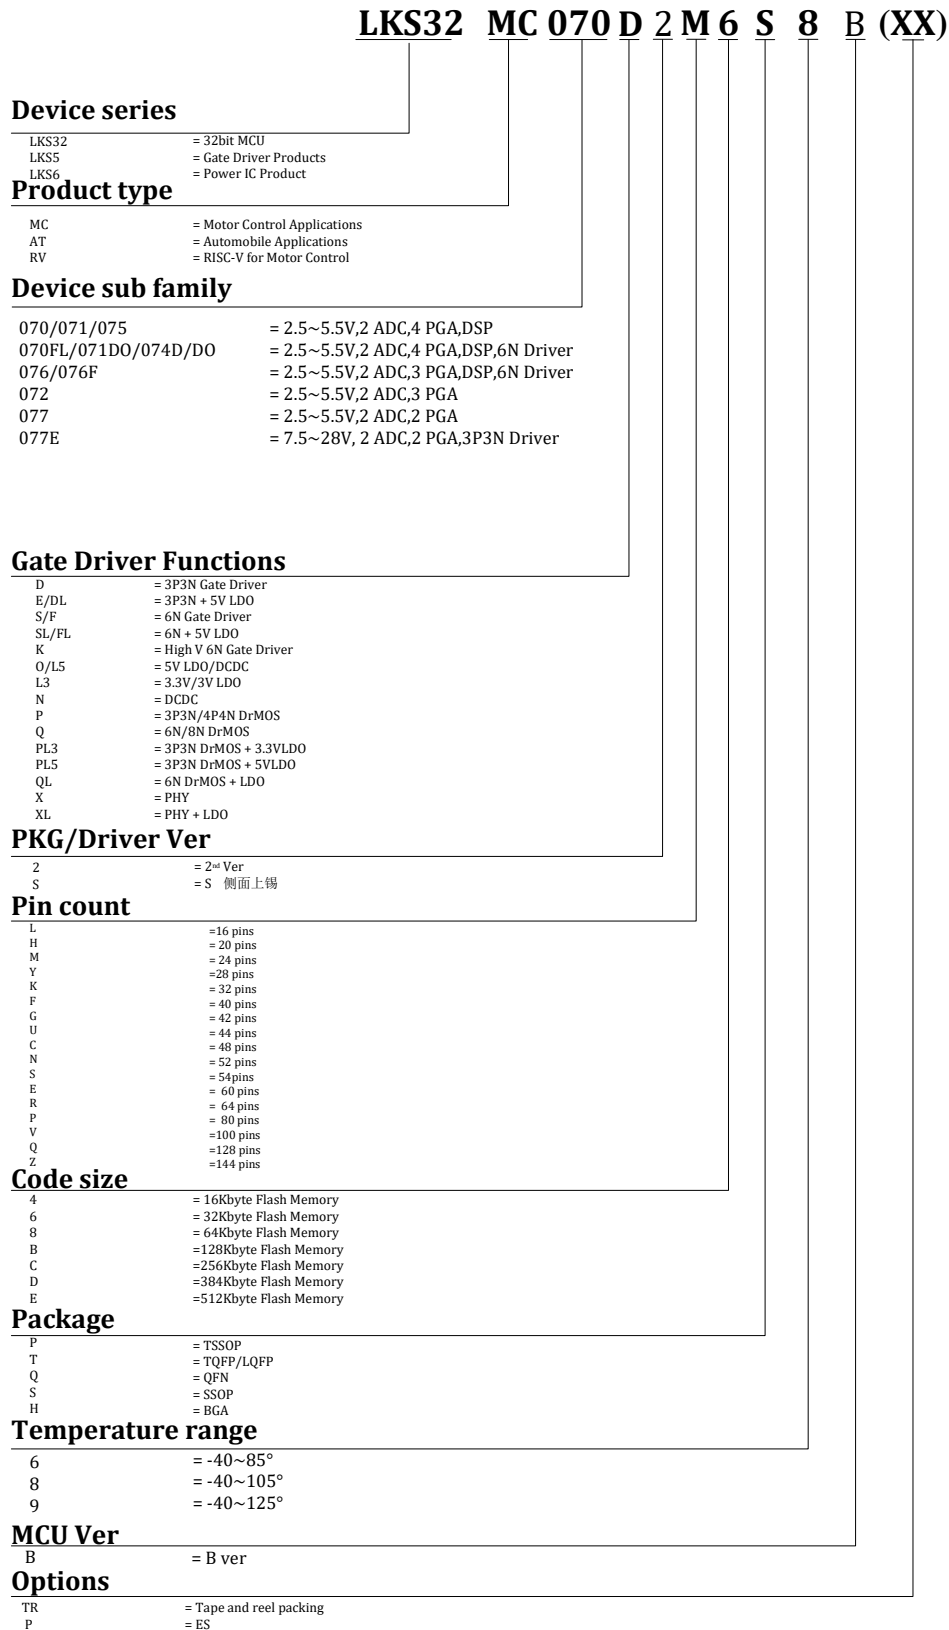 LKS32 MC 070 D 2 M 6 S 8 B (XX)
Device series
LKS32 = 32bit MCU
LKS5 = Gate Driver Products
LKS6 = Power IC Product
Product type
MC = Motor Control Applications
AT = Automobile Applications
RV = RISC-V for Motor Control
Device sub family
070/071/075 = 2.5~5.5V,2 ADC,4 PGA,DSP
070FL/071DO/074D/DO = 2.5~5.5V,2 ADC,4 PGA,DSP,6N Driver
076/076F = 2.5~5.5V,2 ADC,3 PGA,DSP,6N Driver
072 = 2.5~5.5V,2 ADC,3 PGA
077 = 2.5~5.5V,2 ADC,2 PGA
077E = 7.5~28V, 2 ADC,2 PGA,3P3N Driver
Gate Driver Functions
D = 3P3N Gate Driver
E/DL = 3P3N + 5V LDO
S/F = 6N Gate Driver
SL/FL = 6N + 5V LDO
K = High V 6N Gate Driver
O/L5 = 5V LDO/DCDC
L3 = 3.3V/3V LDO
N = DCDC
P = 3P3N/4P4N DrMOS
Q = 6N/8N DrMOS
PL3 = 3P3N DrMOS + 3.3VLDO
PL5 = 3P3N DrMOS + 5VLDO
QL = 6N DrMOS + LDO
X = PHY
XL = PHY + LDO
PKG/Driver Ver
2 = 2nd Ver
S = S 侧面上锡
Pin count
L =16 pins
H = 20 pins
M = 24 pins
Y =28 pins
K = 32 pins
F = 40 pins
G = 42 pins
U = 44 pins
C = 48 pins
N = 52 pins
S = 54pins
E = 60 pins
R = 64 pins
P = 80 pins
V =100 pins
Q =128 pins
Z =144 pins
Code size
4 = 16Kbyte Flash Memory
6 = 32Kbyte Flash Memory
8 = 64Kbyte Flash Memory
B =128Kbyte Flash Memory
C =256Kbyte Flash Memory
D =384Kbyte Flash Memory
E =512Kbyte Flash Memory
Package
P = TSSOP
T = TQFP/LQFP
Q = QFN
S = SSOP
H = BGA
Temperature range
6 = -40~85°
8 = -40~105°
9 = -40~125°
MCU Ver
B = B ver
Options
TR = Tape and reel packing
P = ES